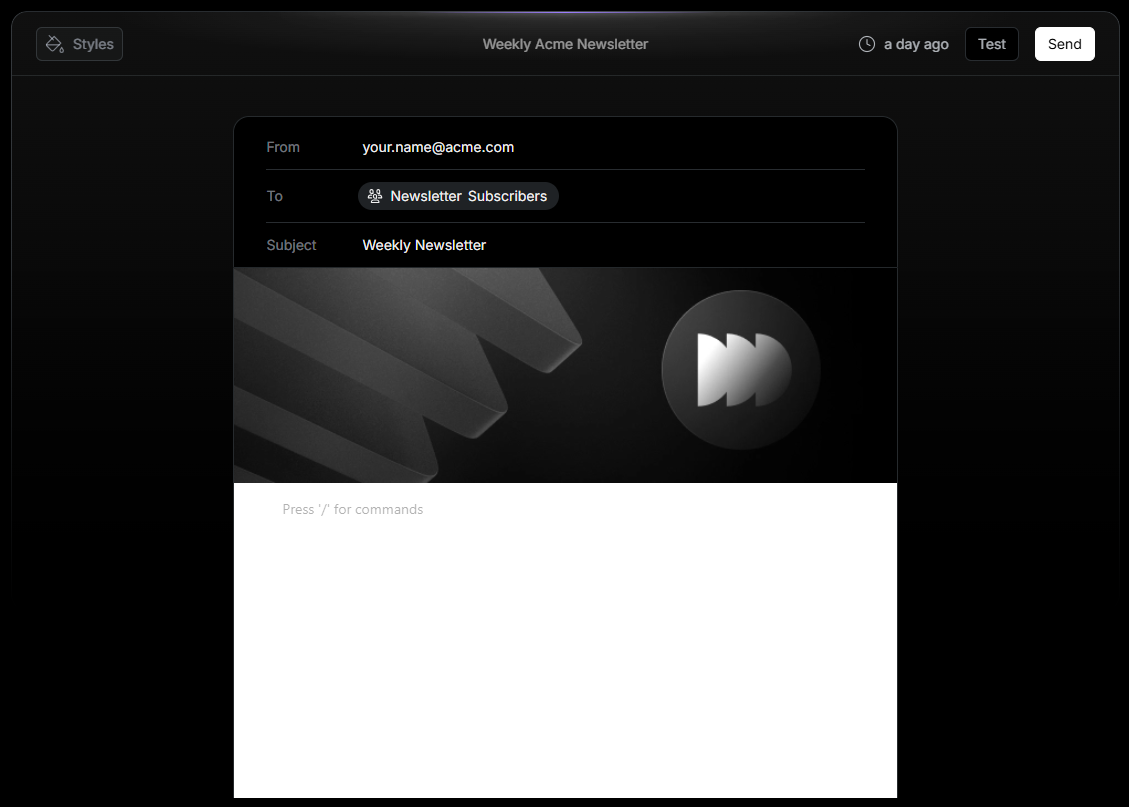 Styles
Weekly Acme Newsletter
a day ago
Test
Send
From
your.name@acme.com
To
Newsletter Subscribers
Subject
Weekly Newsletter
Press '/' for commands